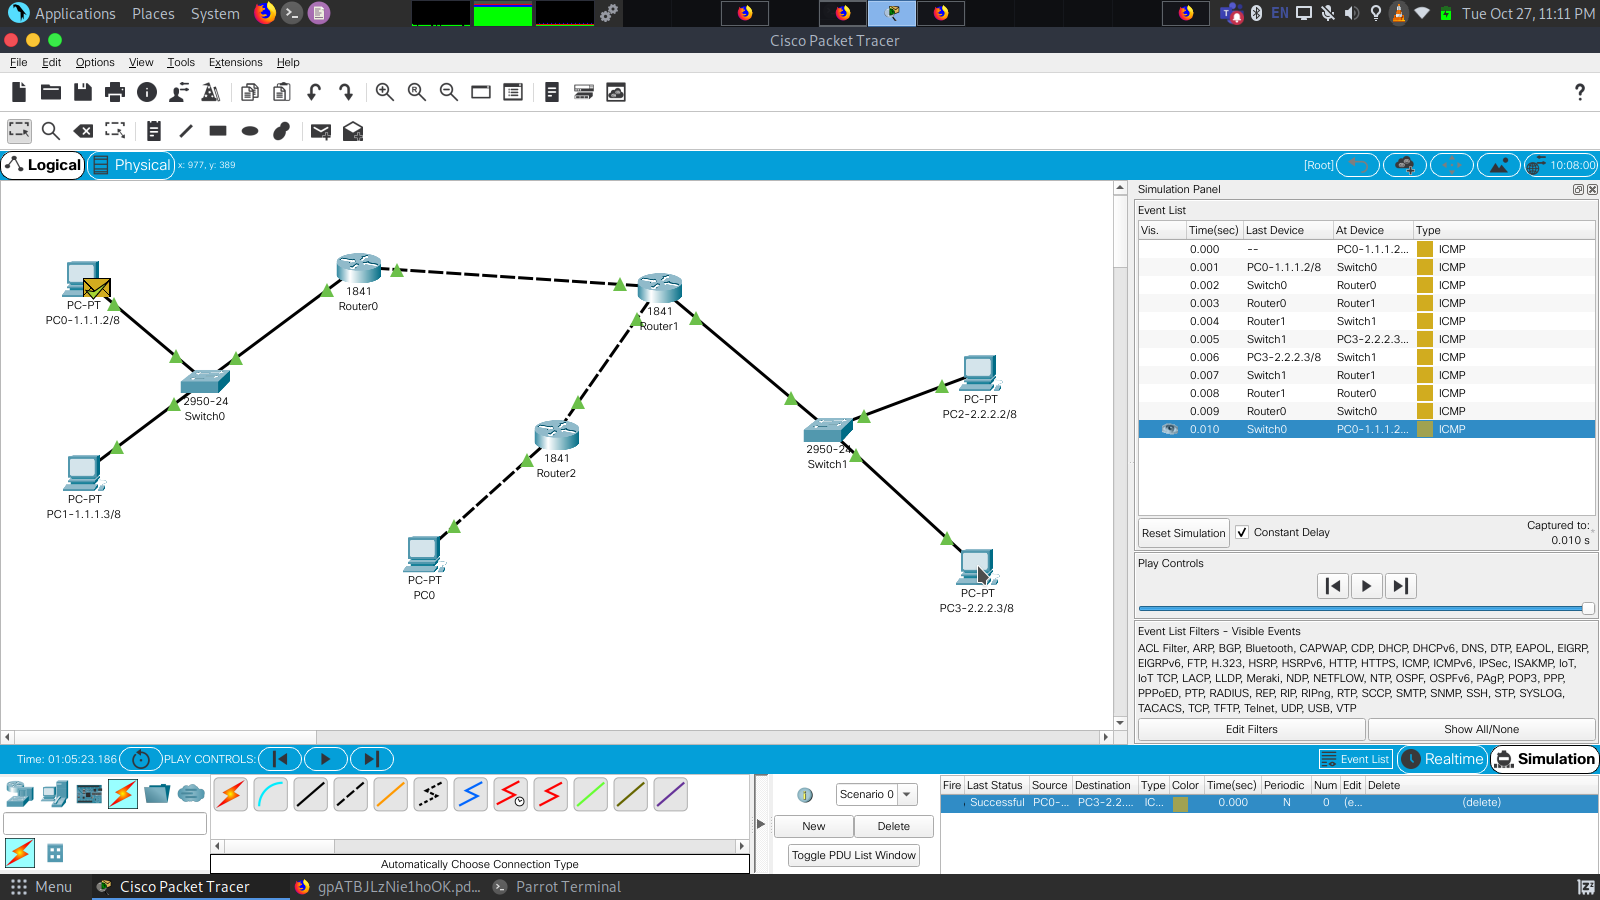 Applications Places System EN Tue Oct 27, 11:11 PM
Cisco Packet Tracer
File Edit Options View Tools Extensions Help
?
Logical Physical x: 977, y: 389 [Root] 10:08:00
Simulation Panel
Event List
Vis. Time(sec) Last Device At Device Type
0.000 -- PC0-1.1.1.2... ICMP
0.001 PC0-1.1.1.2/8 Switch0 ICMP
0.002 Switch0 Router0 ICMP
0.003 Router0 Router1 ICMP
0.004 Router1 Switch1 ICMP
0.005 Switch1 PC3-2.2.2.3... ICMP
0.006 PC3-2.2.2.3/8 Switch1 ICMP
0.007 Switch1 Router1 ICMP
0.008 Router1 Router0 ICMP
0.009 Router0 Switch0 ICMP
0.010 Switch0 PC0-1.1.1.2... ICMP
Reset Simulation Constant Delay Captured to:
0.010 s
Play Controls
Event List Filters - Visible Events
ACL Filter, ARP, BGP, Bluetooth, CAPWAP, CDP, DHCP, DHCPv6, DNS, DTP, EAPOL, EIGRP,
EIGRPv6, FTP, H.323, HSRP, HSRPv6, HTTP, HTTPS, ICMP, ICMPv6, IPSec, ISAKMP, IoT,
IoT TCP, LACP, LLDP, Meraki, NDP, NETFLOW, NTP, OSPF, OSPFv6, PAgP, POP3, PPP,
PPPoED, PTP, RADIUS, REP, RIP, RIPng, RTP, SCCP, SMTP, SNMP, SSH, STP, SYSLOG,
TACACS, TCP, TFTP, Telnet, UDP, USB, VTP
Edit Filters Show All/None
PC-PT
PC0-1.1.1.2/8
1841
Router0
1841
Router1
2950-24
Switch0
PC-PT
PC2-2.2.2.2/8
1841
Router2
2950-24
Switch1
PC-PT
PC1-1.1.1.3/8
PC-PT
PC0
PC-PT
PC3-2.2.2.3/8
Time: 01:05:23.186 PLAY CONTROLS: Event List Realtime Simulation
Scenario 0
New Delete
Toggle PDU List Window
Fire Last Status Source Destination Type Color Time(sec) Periodic Num Edit Delete
Successful PC0-... PC3-2.2.... IC... 0.000 N 0 (e... (delete)
Automatically Choose Connection Type
Menu Cisco Packet Tracer gpATBJLzNie1hoOK.pd... Parrot Terminal